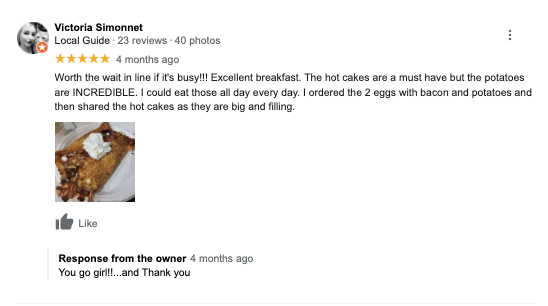 Victoria Simonnet
Local Guide · 23 reviews · 40 photos
★★★★★ 4 months ago
Worth the wait in line if it's busy!!! Excellent breakfast. The hot cakes are a must have but the potatoes
are INCREDIBLE. I could eat those all day every day. I ordered the 2 eggs with bacon and potatoes and
then shared the hot cakes as they are big and filling.
Like
Response from the owner 4 months ago
You go girl!!...and Thank you